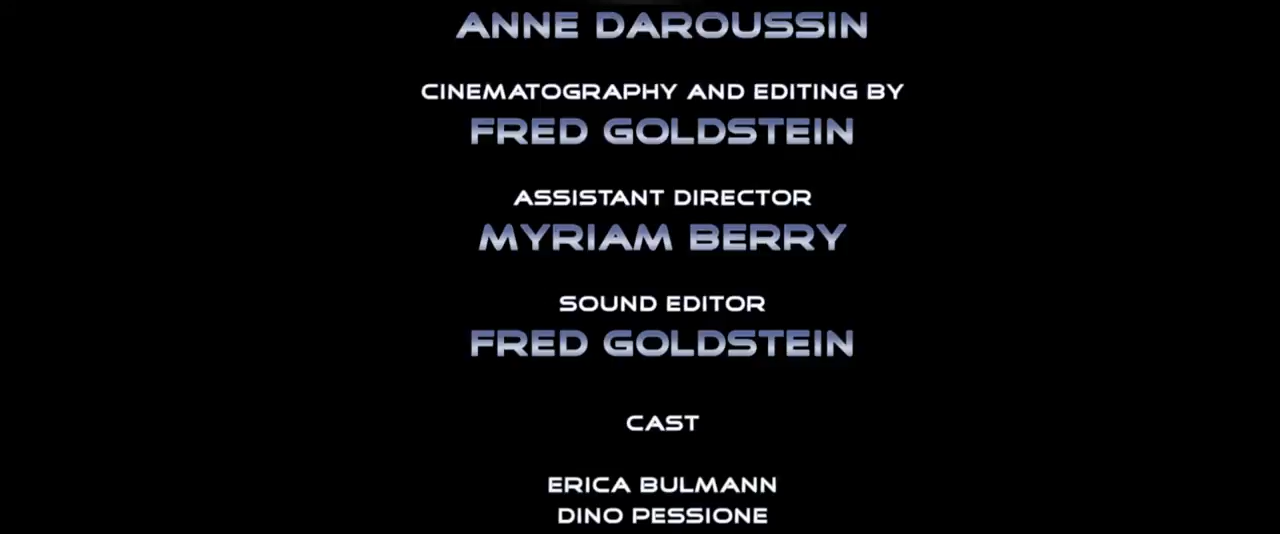 ANNE DAROUSSIN
CINEMATOGRAPHY AND EDITING BY
FRED GOLDSTEIN
ASSISTANT DIRECTOR
MYRIAM BERRY
SOUND EDITOR
FRED GOLDSTEIN
CAST
ERICA BULMANN
DINO PESSIONE